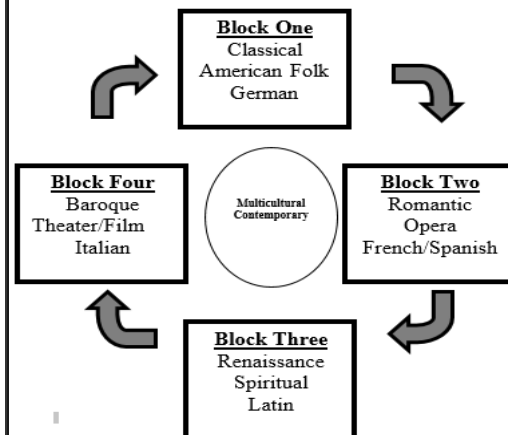 Block One
Classical
American Folk
German
Block Two
Romantic
Opera
French/Spanish
Block Three
Renaissance
Spiritual
Latin
Block Four
Baroque
Theater/Film
Italian
Multicultural
Contemporary